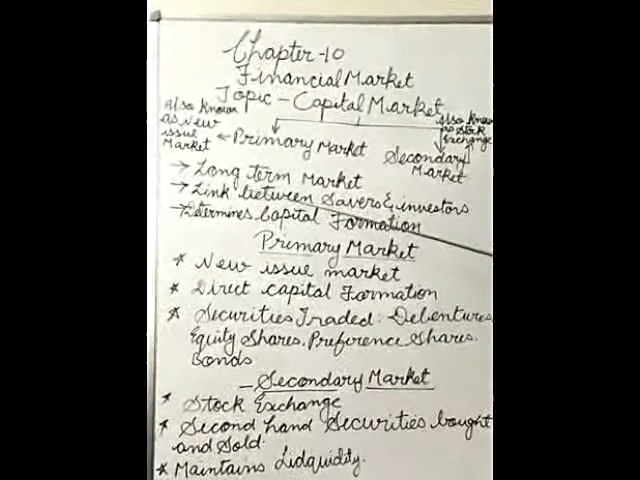 Chapter-10
Financial Market
Topic - Capital Market
Also Known
as New
issue
Market
← Primary Market
Also Know
as Stock
Exchange
Secondary
Market
→ Long term Market
→ Link between Savers & investors
→ Determines Capital Formation
Primary Market
* New issue market
* Direct capital Formation
* Securities Traded: Debentures,
Equity Shares, Preference Shares.
Bonds
- Secondary Market
* Stock Exchange
* Second hand Securities bought
and Sold.
* Maintains Lidquidity.